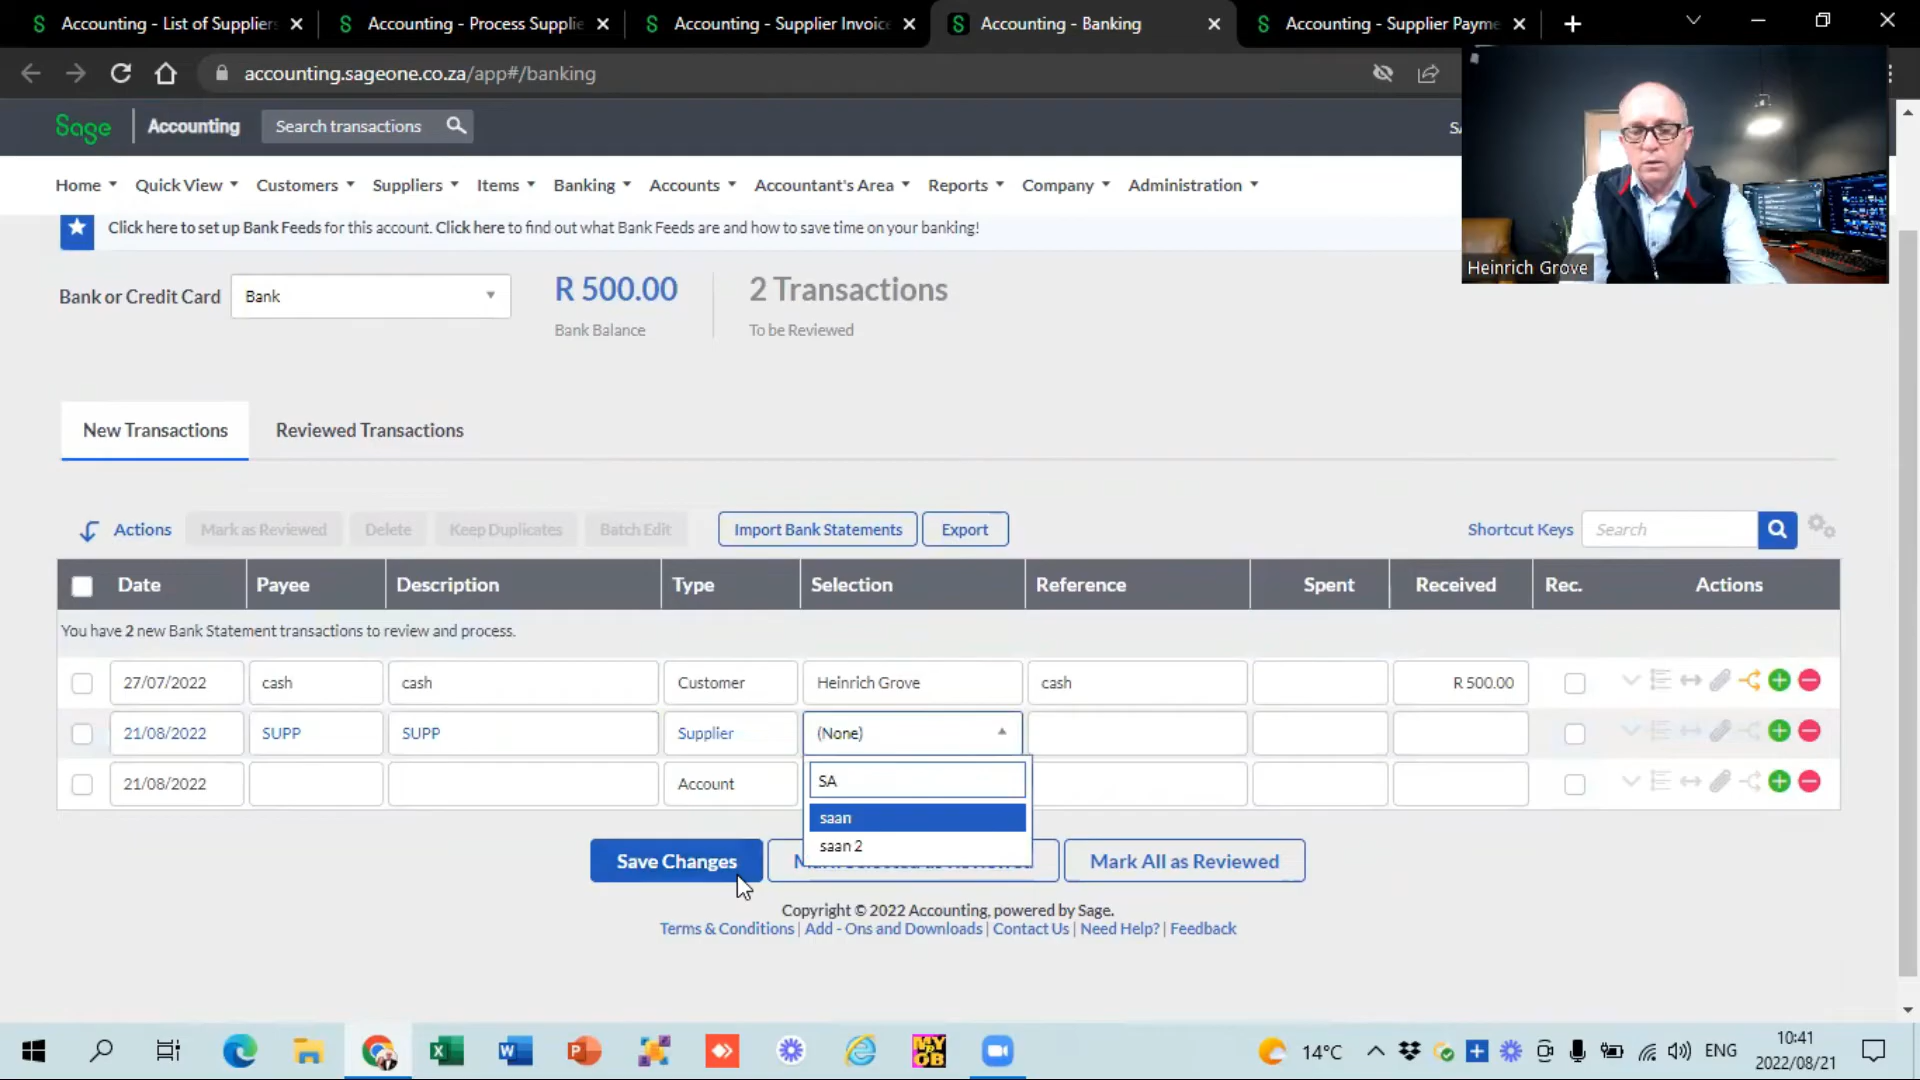 Accounting - List of Suppliers
Accounting - Process Supplie
Accounting - Supplier Invoice
Accounting - Banking
Accounting - Supplier Payme
accounting.sageone.co.za/app#/banking
Sage
Accounting
Search transactions
Home
Quick View
Customers
Suppliers
Items
Banking
Accounts
Accountant's Area
Reports
Company
Administration
Heinrich Grove
Click here to set up Bank Feeds for this account. Click here to find out what Bank Feeds are and how to save time on your banking!
Bank or Credit Card
Bank
R 500.00
Bank Balance
2 Transactions
To be Reviewed
New Transactions
Reviewed Transactions
Actions
Mark as Reviewed
Delete
Keep Duplicates
Batch Edit
Import Bank Statements
Export
Shortcut Keys
Search
Date Payee Description Type Selection Reference Spent Received Rec. Actions
You have 2 new Bank Statement transactions to review and process.
27/07/2022 cash cash Customer Heinrich Grove cash R 500.00
21/08/2022 SUPP SUPP Supplier (None)
SA
21/08/2022 Account
saan
saan 2
Save Changes
Mark All as Reviewed
Copyright © 2022 Accounting, powered by Sage.
Terms & Conditions | Add - Ons and Downloads | Contact Us | Need Help? | Feedback
14°C
ENG
10:41
2022/08/21